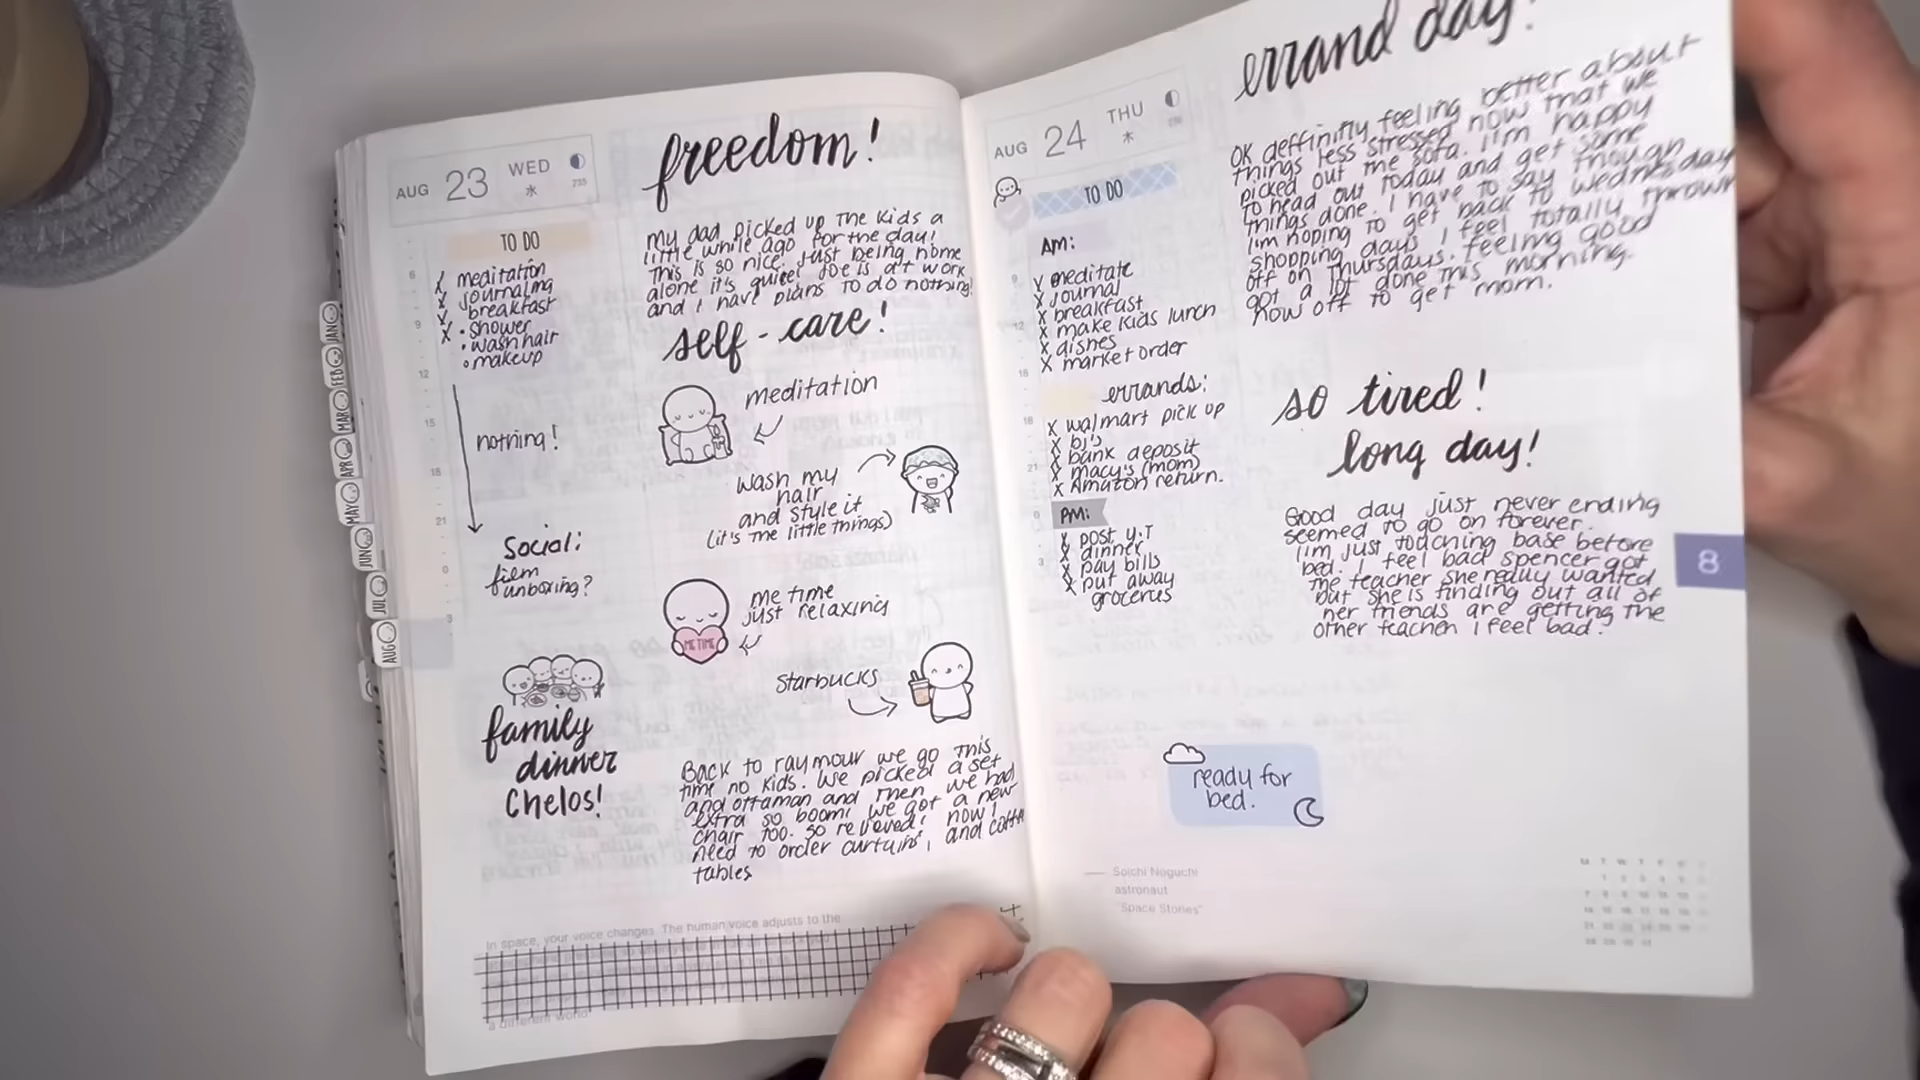 JAN
FEB
MAR
APR
MAY
JUN
JUL
AUG
AUG 23 WED
水
235
TO DO
6
9
12
15
18
21
0
3
x meditation
x journaling
x breakfast
x • shower
• wash hair
• makeup
nothing!
Social:
film
unboxing?
family
dinner
Chelos!
freedom!
my dad picked up the kids a
little while ago for the day!
This is so nice. Just being home
alone it's quite! Joe is at work
and I have plans to do nothing!
self-care!
meditation
wash my
hair
and style it
(it's the little things)
me time
just relaxing
ME TIME
Starbucks
Back to raymour we go this
time no kids. We picked a set
and ottaman and then we had
extra so boom! we got a new
chair too. so relieved! now I
need to order curtains, and
tables
In space, your voice changes. The human voice adjusts to the
a different world
AUG 24 THU
木
236
TO DO
Am:
x meditate
x journal
x breakfast
x make kids lunch
x dishes
x market order
errands:
x walmart pick up
x bj's
x bank deposit
x macy's (mom)
x Amazon return.
PM:
x post y.T
x dinner
x pay bills
x put away
groceries
errand day!
OK deffinitly feeling better about
things less stressed now that we
picked out the sofa. I'm happy
to head out today and get some
things done. I have to say though
I'm hoping to get back to wednesday
shopping days I feel totally thrown
off on Thursdays. feeling good
got a lot done this morning.
now off to get mom.
so tired!
long day!
Good day just never ending
seemed to go on forever.
I'm just touching base before
bed. I feel bad spencer got
the teacher she really wanted
but she is finding out all of
her friends are getting the
other teacher I feel bad.
8
ready for
bed.
Soichi Noguchi
astronaut
"Space Stories"
M T W T F S S